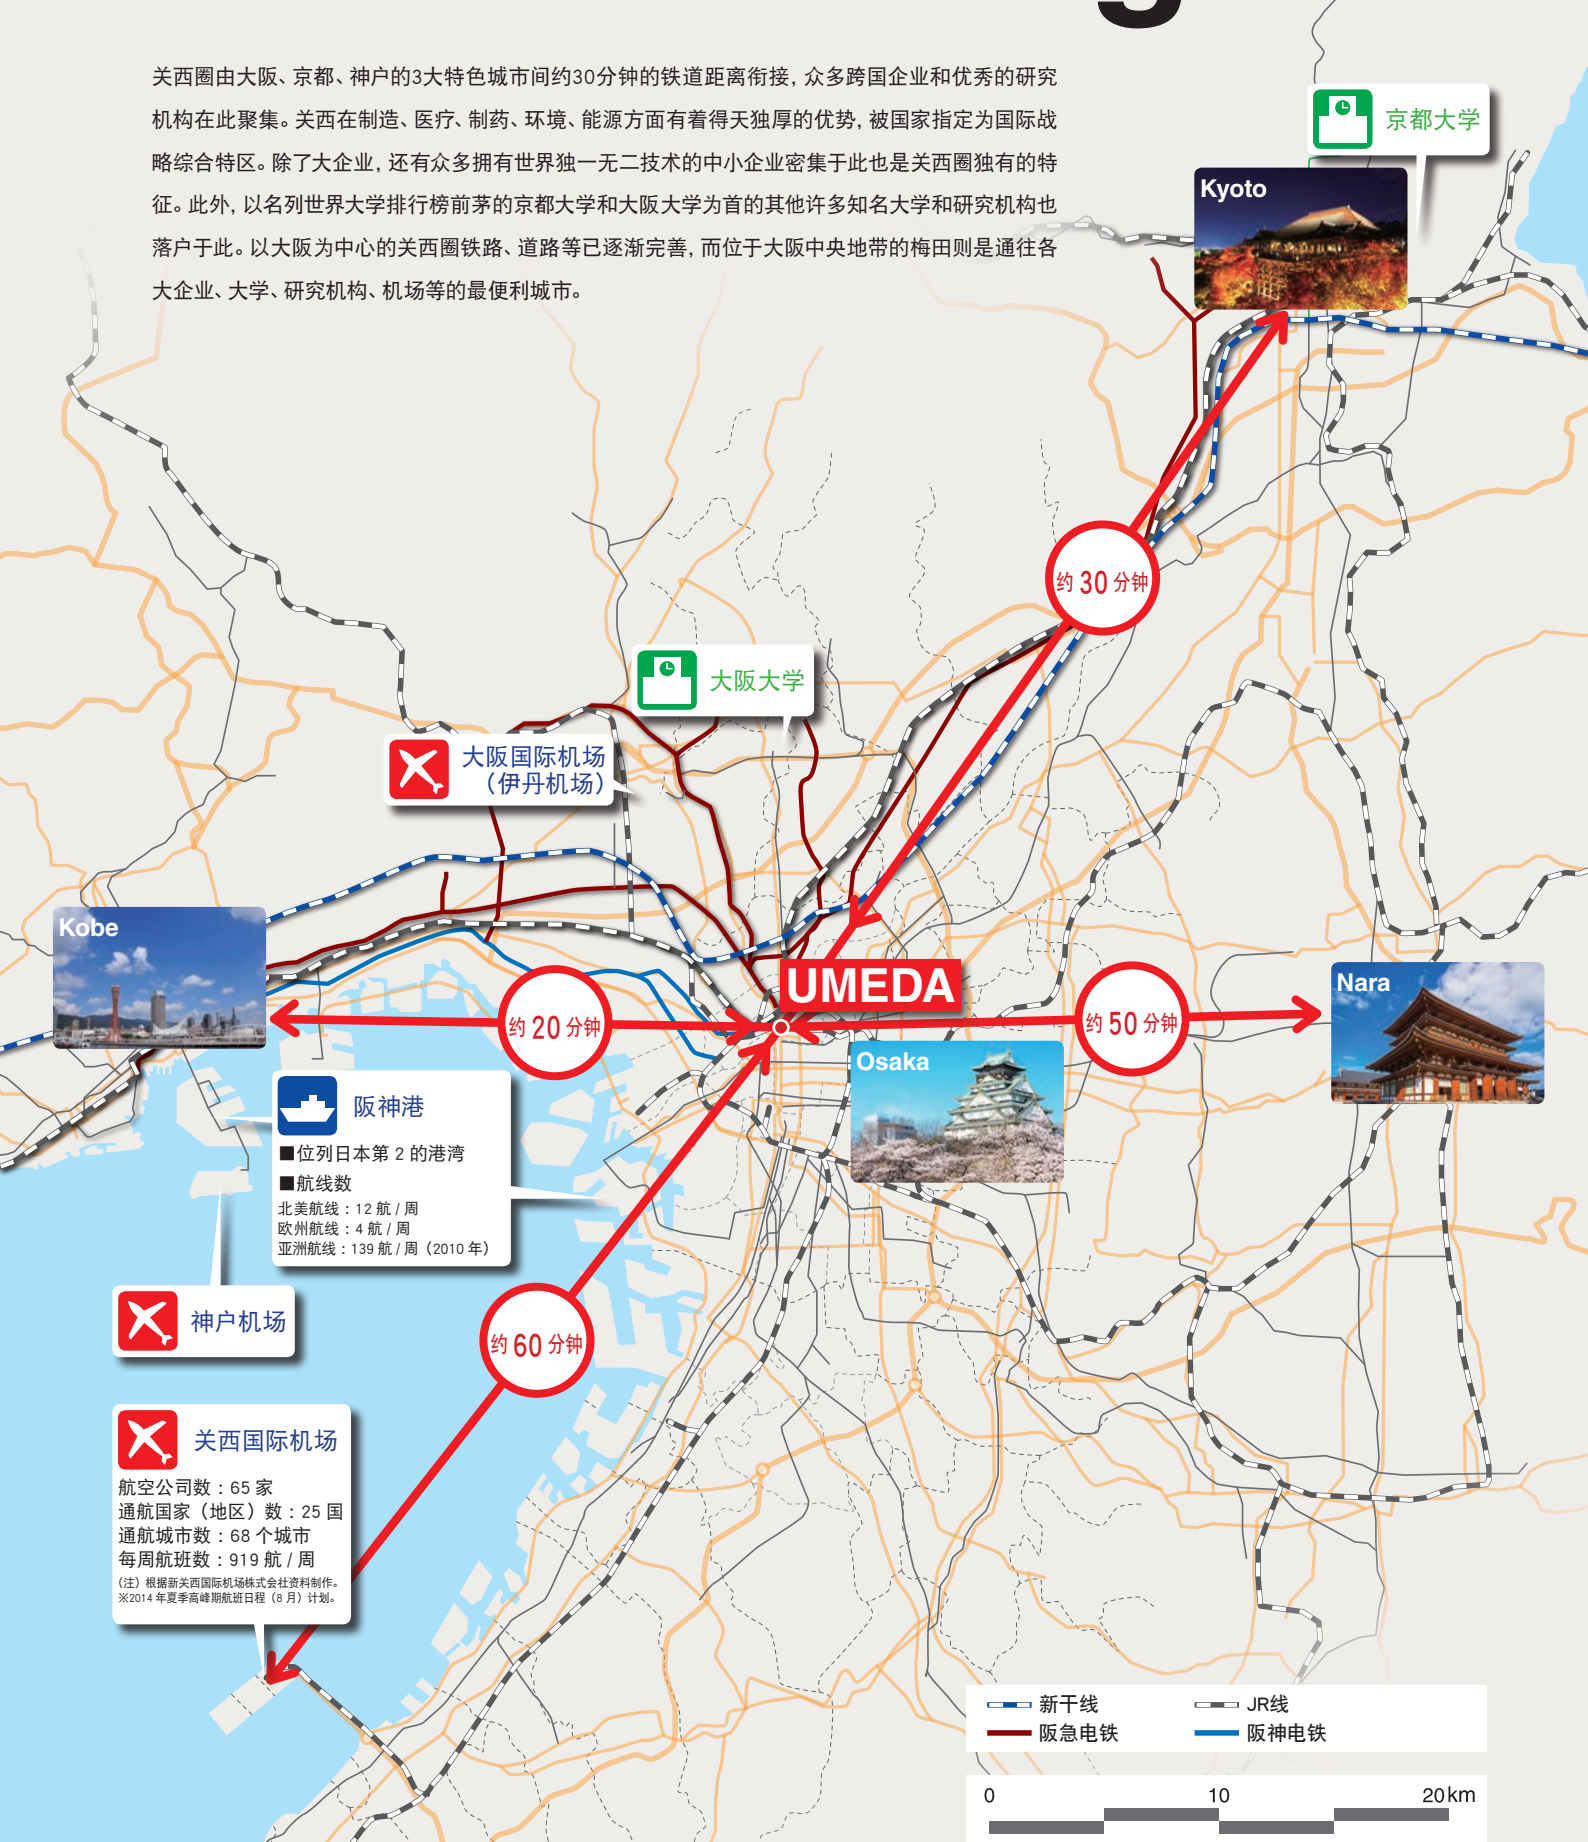 关西圈由大阪、京都、神户的3大特色城市间约30分钟的铁道距离衔接, 众多跨国企业和优秀的研究
机构在此聚集。关西在制造、医疗、制药、环境、能源方面有着得天独厚的优势, 被国家指定为国际战
略综合特区。除了大企业, 还有众多拥有世界独一无二技术的中小企业密集于此也是关西圈独有的特
征。此外, 以名列世界大学排行榜前茅的京都大学和大阪大学为首的其他许多知名大学和研究机构也
落户于此。以大阪为中心的关西圈铁路、道路等已逐渐完善, 而位于大阪中央地带的梅田则是通往各
大企业、大学、研究机构、机场等的最便利城市。
京都大学
Kyoto
约 30 分钟
大阪大学
大阪国际机场
（伊丹机场）
Kobe
UMEDA
约 20 分钟
约 50 分钟
Nara
Osaka
阪神港
■位列日本第 2 的港湾
■航线数
北美航线：12 航 / 周
欧州航线：4 航 / 周
亚洲航线：139 航 / 周（2010 年）
神户机场
约 60 分钟
关西国际机场
航空公司数：65 家
通航国家（地区）数：25 国
通航城市数：68 个城市
每周航班数：919 航 / 周
（注）根据新关西国际机场株式会社资料制作。
※2014 年夏季高峰期航班日程（8 月）计划。
新干线
JR线
阪急电铁
阪神电铁
0 10 20km